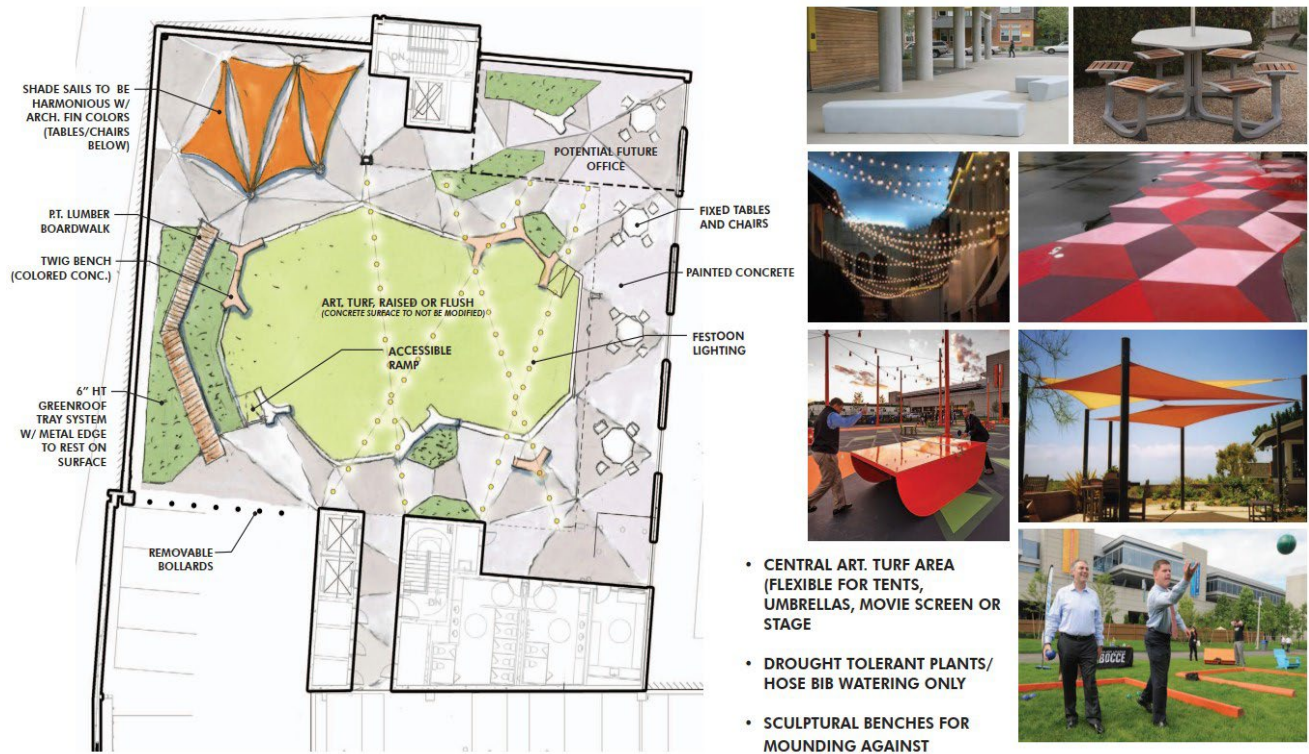 SHADE SAILS TO BE
HARMONIOUS W/
ARCH. FIN COLORS
(TABLES/CHAIRS
BELOW)
P.T. LUMBER
BOARDWALK
TWIG BENCH
(COLORED CONC.)
6" HT
GREENROOF
TRAY SYSTEM
W/ METAL EDGE
TO REST ON
SURFACE
REMOVABLE
BOLLARDS
DN
POTENTIAL FUTURE
OFFICE
ART. TURF, RAISED OR FLUSH
(CONCRETE SURFACE TO NOT BE MODIFIED)
ACCESSIBLE
RAMP
DN
FIXED TABLES
AND CHAIRS
PAINTED CONCRETE
FESTOON
LIGHTING
BOCCE
• CENTRAL ART. TURF AREA
(FLEXIBLE FOR TENTS,
UMBRELLAS, MOVIE SCREEN OR
STAGE
• DROUGHT TOLERANT PLANTS/
HOSE BIB WATERING ONLY
• SCULPTURAL BENCHES FOR
MOUNDING AGAINST